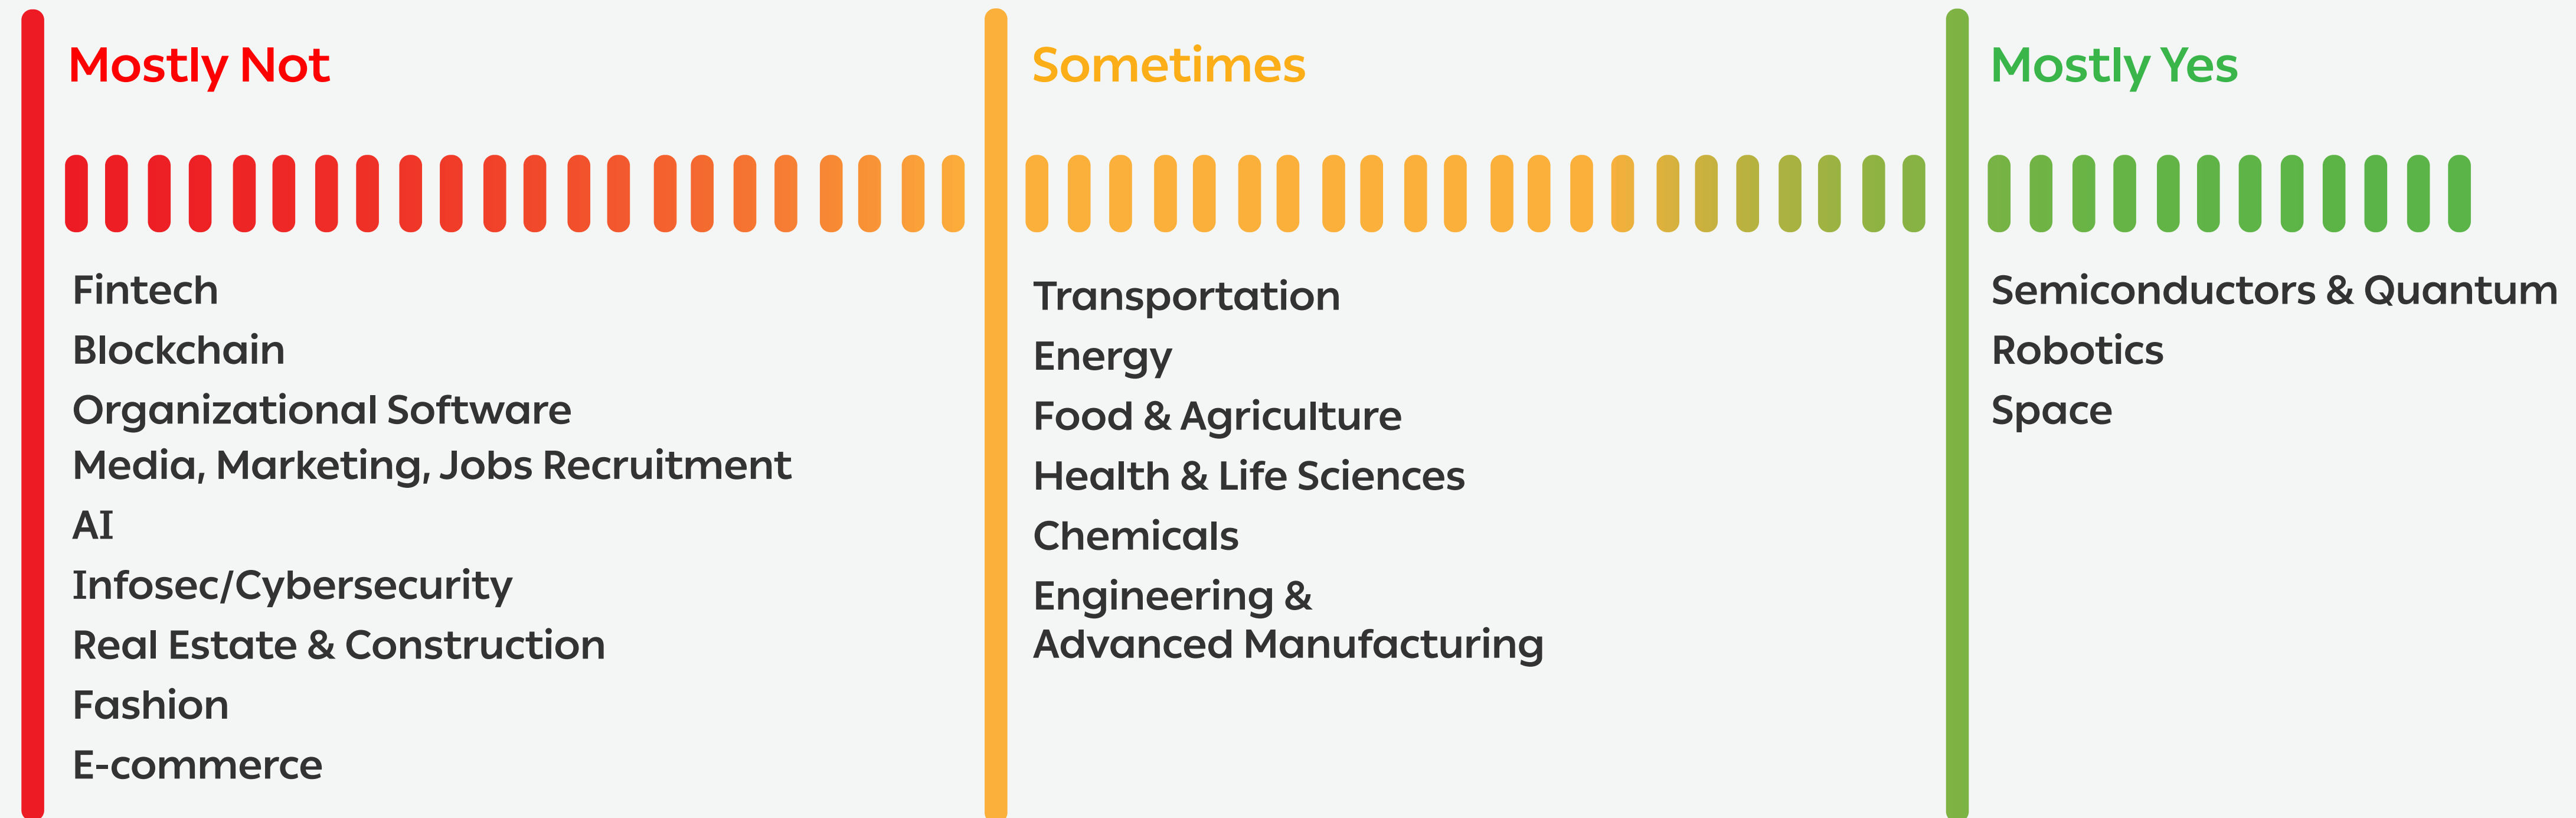 Mostly Not
Fintech
Blockchain
Organizational Software
Media, Marketing, Jobs Recruitment
AI
Infosec/Cybersecurity
Real Estate & Construction
Fashion
E-commerce
Sometimes
Transportation
Energy
Food & Agriculture
Health & Life Sciences
Chemicals
Engineering &
Advanced Manufacturing
Mostly Yes
Semiconductors & Quantum
Robotics
Space